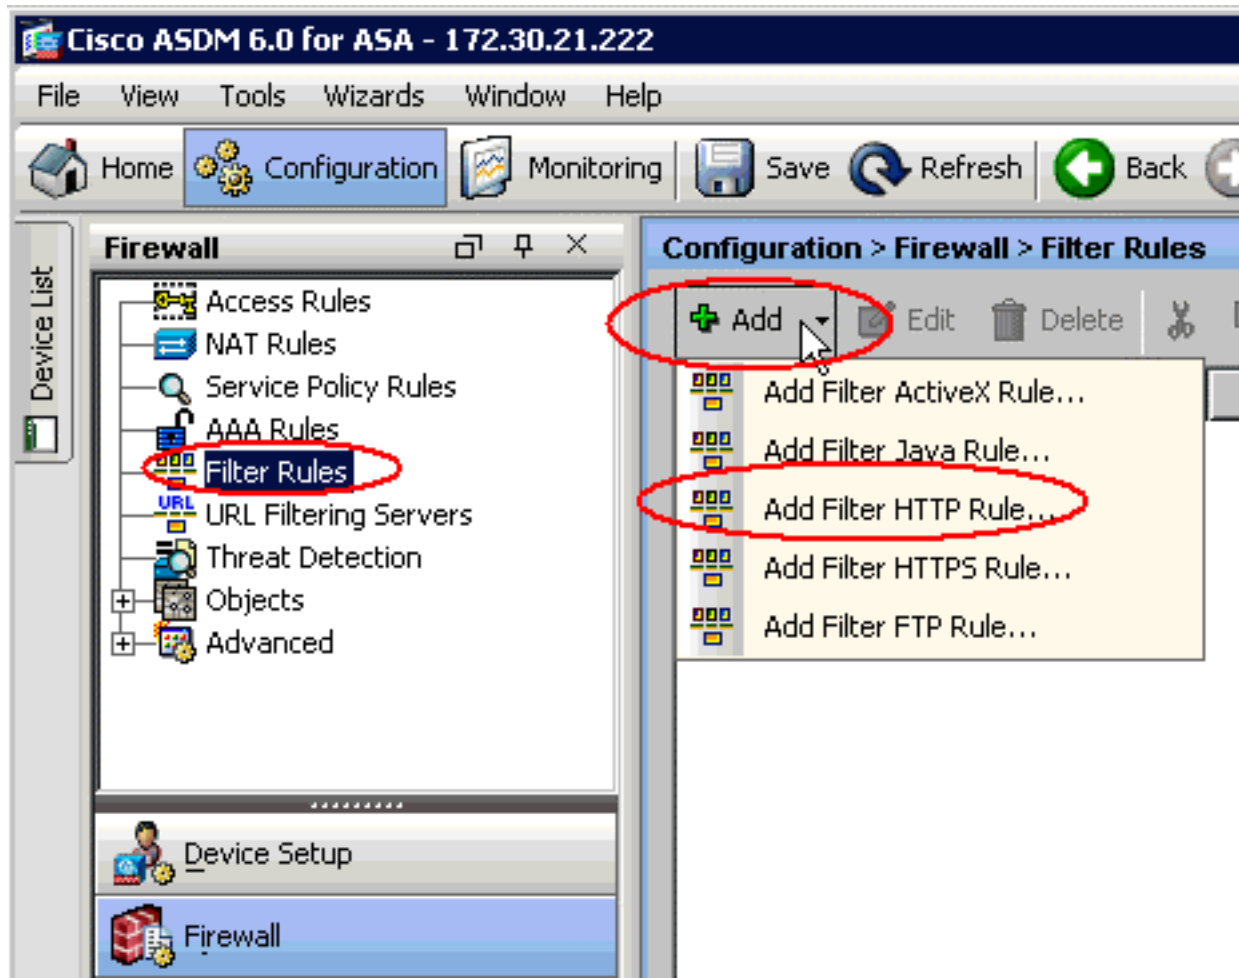 Cisco ASDM 6.0 for ASA - 172.30.21.222
File View Tools Wizards Window Help
Home Configuration Monitoring Save Refresh Back
Device List
Firewall
Access Rules
NAT Rules
Service Policy Rules
AAA Rules
Filter Rules
URL URL Filtering Servers
Threat Detection
Objects
Advanced
Device Setup
Firewall
Configuration > Firewall > Filter Rules
Add Edit Delete
Add Filter ActiveX Rule...
Add Filter Java Rule...
Add Filter HTTP Rule...
Add Filter HTTPS Rule...
Add Filter FTP Rule...